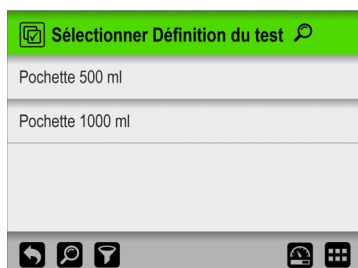 Sélectionner Définition du test
Pochette 500 ml
Pochette 1000 ml